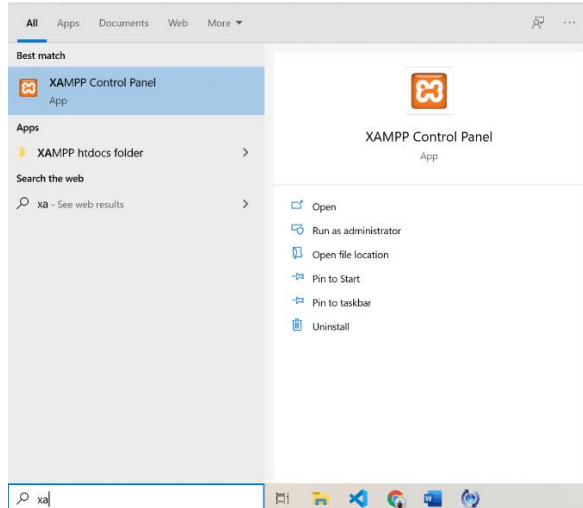 All Apps Documents Web More
Best match
XAMPP Control Panel
App
Apps
XAMPP htdocs folder
Search the web
xa - See web results
XAMPP Control Panel
App
Open
Run as administrator
Open file location
Pin to Start
Pin to taskbar
Uninstall
xa